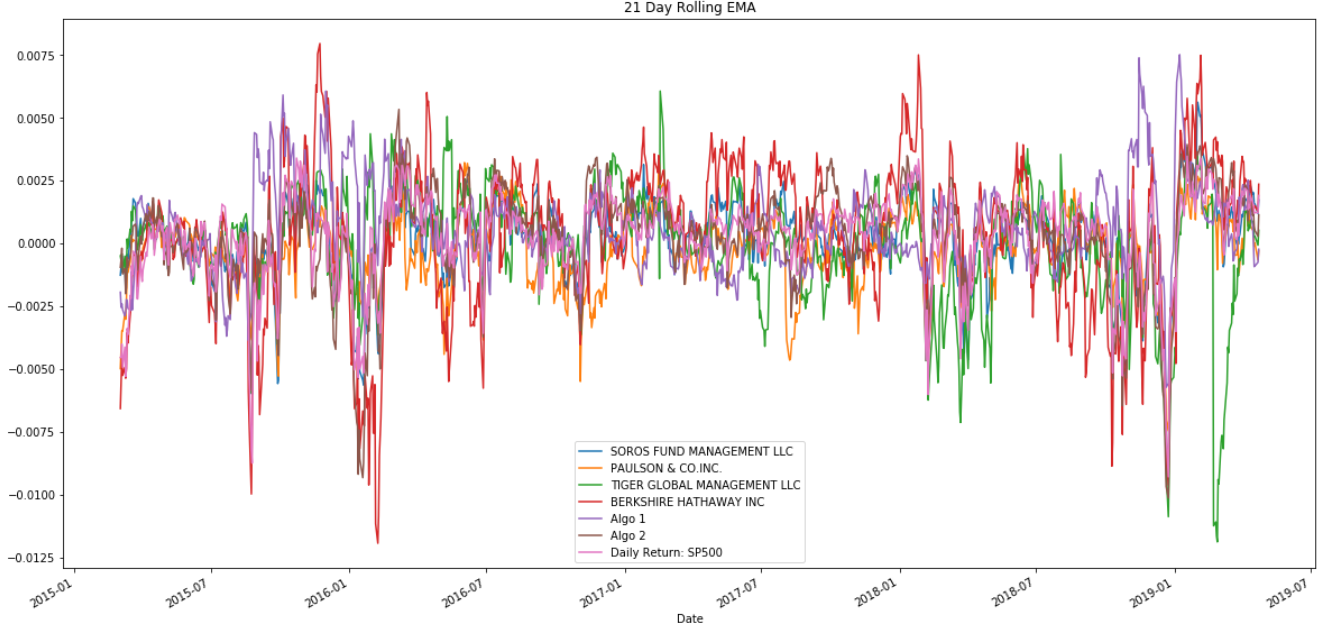 21 Day Rolling EMA
0.0075
0.0050
0.0025
0.0000
−0.0025
−0.0050
−0.0075
−0.0100
−0.0125
SOROS FUND MANAGEMENT LLC
PAULSON & CO.INC.
TIGER GLOBAL MANAGEMENT LLC
BERKSHIRE HATHAWAY INC
Algo 1
Algo 2
Daily Return: SP500
2015-01
2015-07
2016-01
2016-07
2017-01
2017-07
2018-01
2018-07
2019-01
2019-07
Date